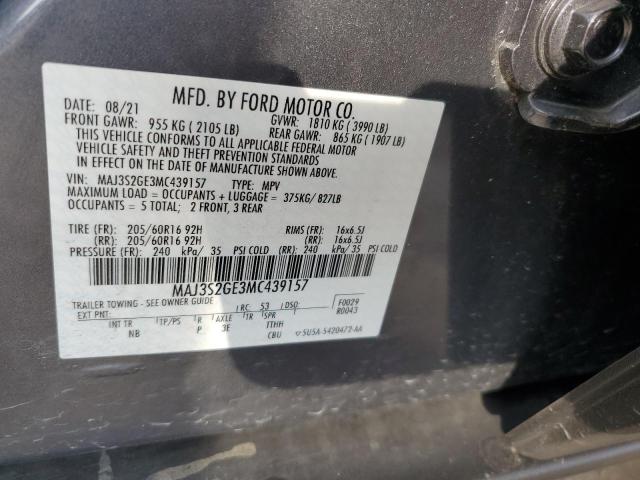 MFD. BY FORD MOTOR CO.
DATE: 08/21 GVWR: 1810 KG ( 3990 LB)
FRONT GAWR: 955 KG ( 2105 LB) REAR GAWR: 865 KG ( 1907 LB)
THIS VEHICLE CONFORMS TO ALL APPLICABLE FEDERAL MOTOR
VEHICLE SAFETY AND THEFT PREVENTION STANDARDS
IN EFFECT ON THE DATE OF MANUFACTURE SHOWN ABOVE.
VIN: MAJ3S2GE3MC439157 TYPE: MPV
MAXIMUM LOAD = OCCUPANTS + LUGGAGE = 375KG/ 827LB
OCCUPANTS = 5 TOTAL; 2 FRONT, 3 REAR
TIRE (FR): 205/60R16 92H RIMS (FR): 16x6.5J
(RR): 205/60R16 92H (RR): 16x6.5J
PRESSURE (FR): 240 kPa/ 35 PSI COLD (RR): 240 kPa/ 35 PSI COLD
MAJ3S2GE3MC439157
TRAILER TOWING - SEE OWNER GUIDE
EXT PNT: RC: 53 DSO: F0029
R0043
INT TR TP/PS R AXLE TR SPR
NB P 3E ITHH
CBU 5U5A-5420472-AA